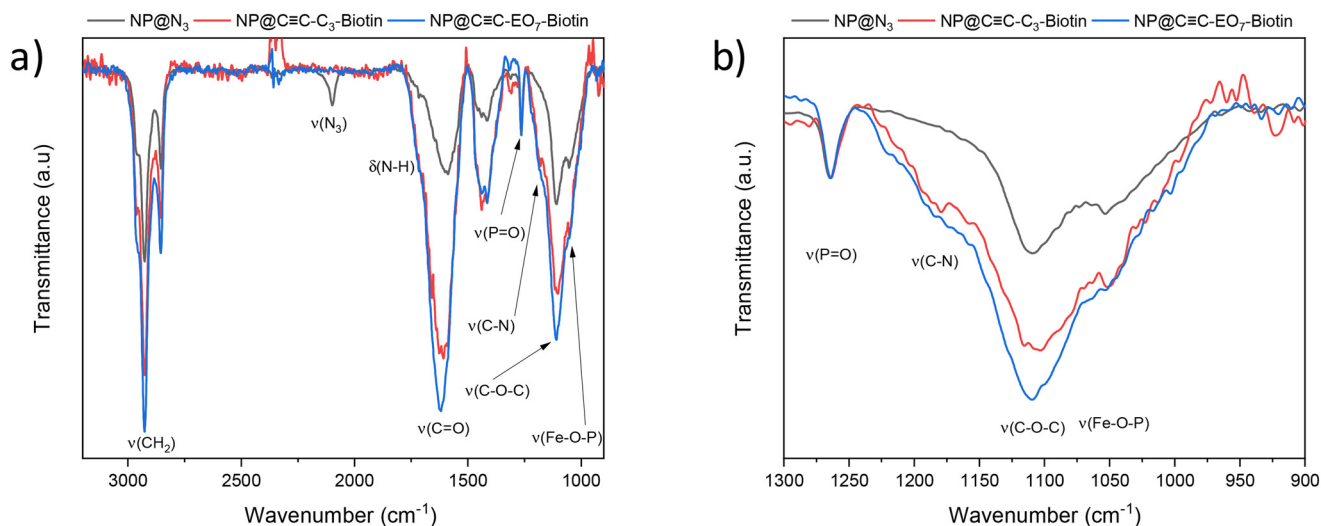 a)
NP@N₃ NP@C≡C-C₃-Biotin NP@C≡C-EO₇-Biotin
ν(N₃)
δ(N-H)
ν(P=O)
ν(C-N)
ν(C-O-C)
ν(CH₂)
ν(C=O)
ν(Fe-O-P)
Transmittance (a.u)
3000 2500 2000 1500 1000
Wavenumber (cm⁻¹)
b)
NP@N₃ NP@C≡C-C₃-Biotin NP@C≡C-EO₇-Biotin
ν(P=O)
ν(C-N)
ν(C-O-C)
ν(Fe-O-P)
Transmittance (a.u.)
1300 1250 1200 1150 1100 1050 1000 950 900
Wavenumber (cm⁻¹)